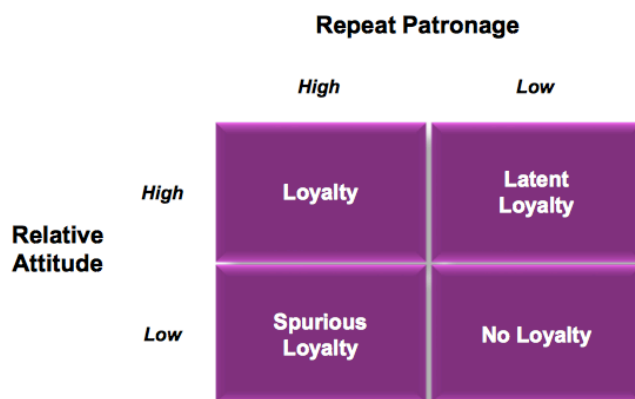 Repeat Patronage
High
Low
High
Loyalty
Latent
Loyalty
Relative
Attitude
Low
Spurious
Loyalty
No Loyalty